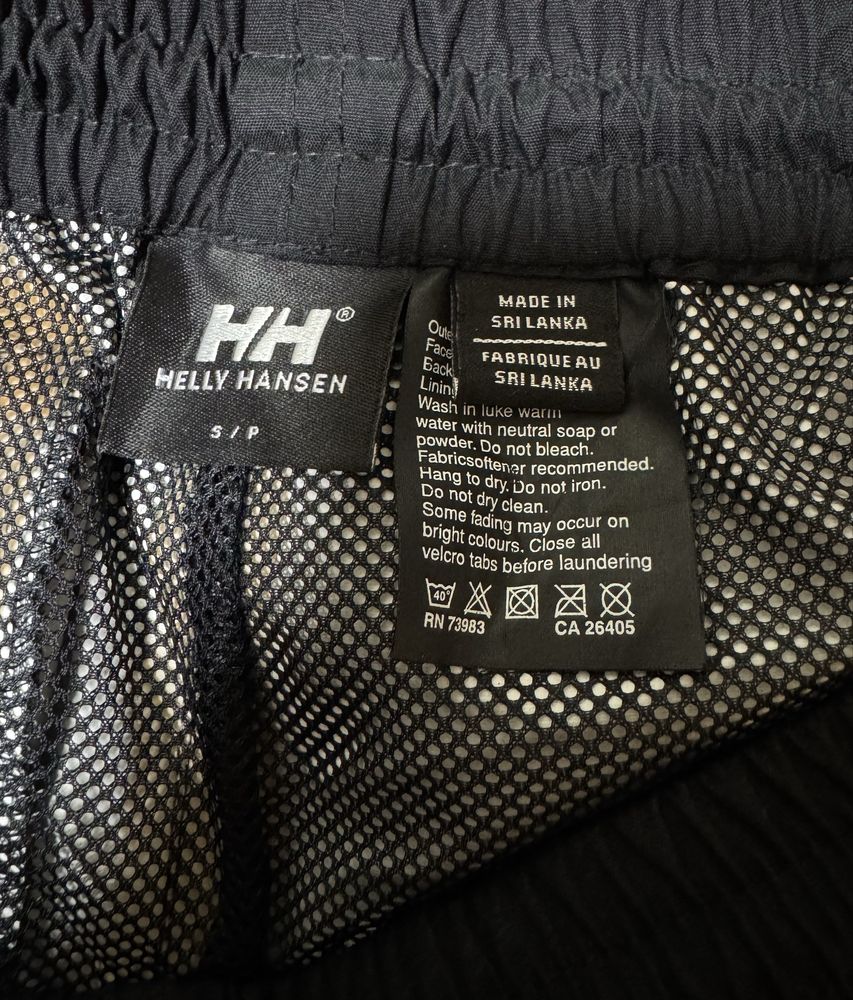 HH®
HELLY HANSEN
S / P
MADE IN
SRI LANKA
FABRIQUE AU
SRI LANKA
Face
Back
Wash in luke warm
water with neutral soap or
powder. Do not bleach.
Fabricsoftener recommended.
Hang to dry. Do not iron.
Do not dry clean.
Some fading may occur on
bright colours. Close all
velcro tabs before laundering
40°
RN 73983
CA 26405